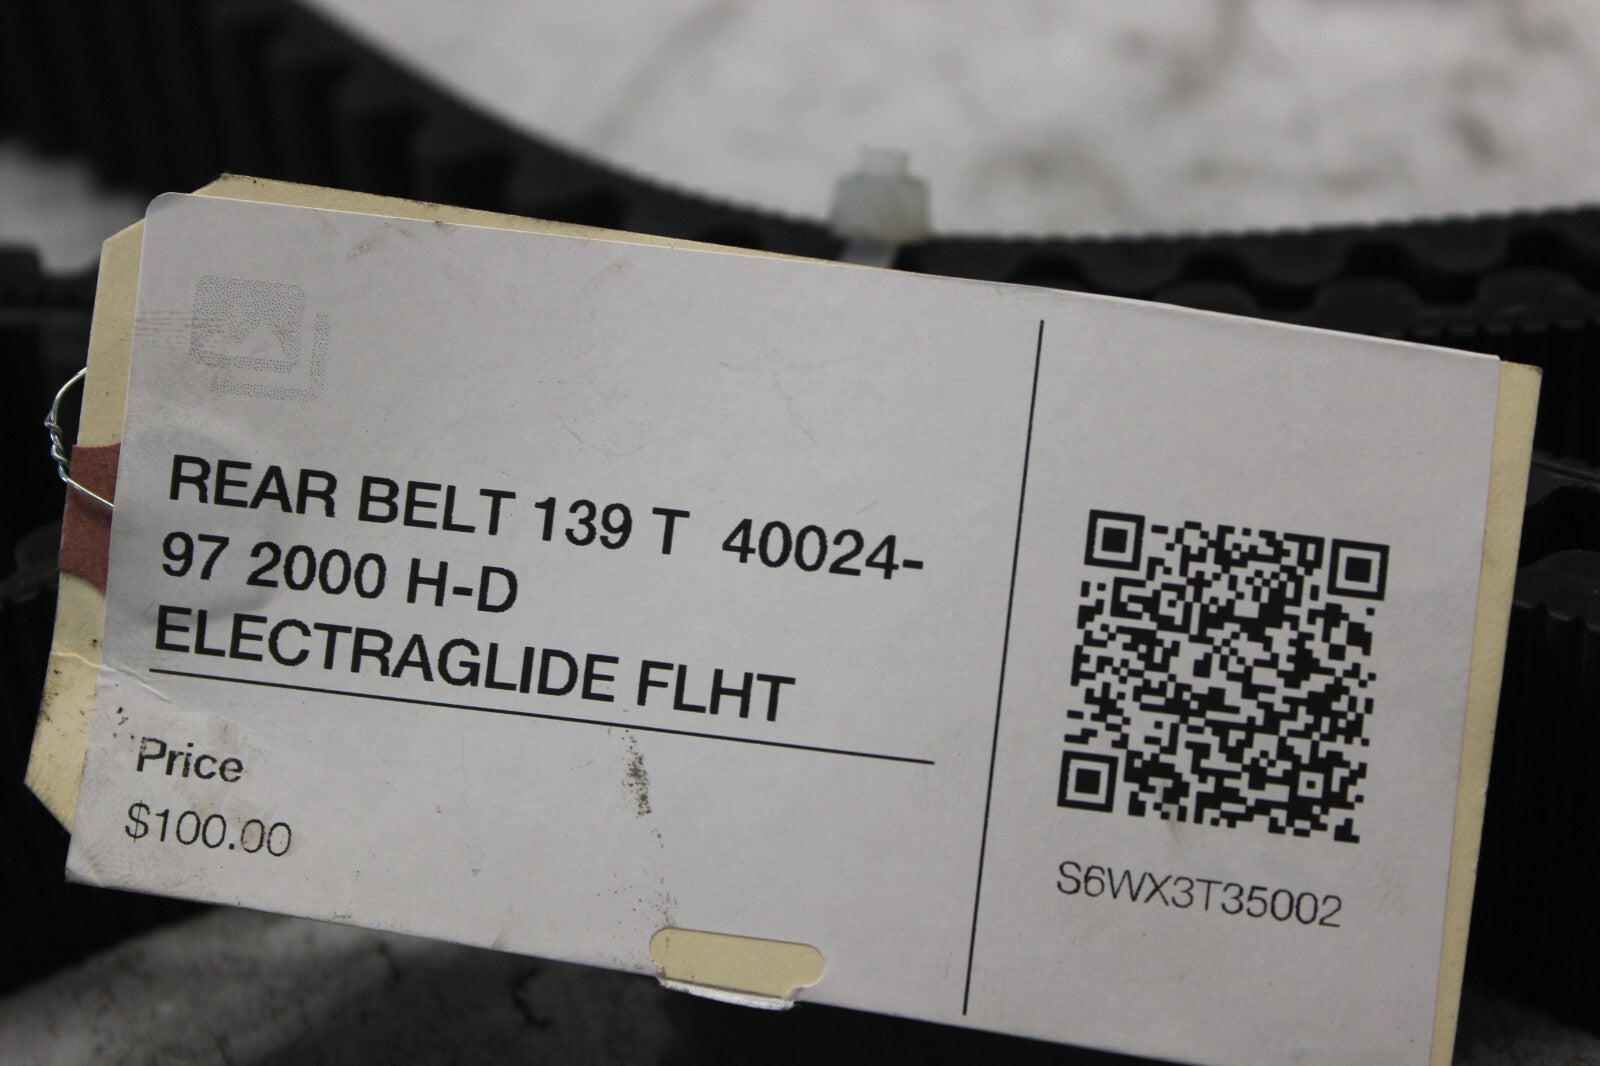 REAR BELT 139 T  40024-
97 2000 H-D
ELECTRAGLIDE FLHT
Price
$100.00
S6WX3T35002